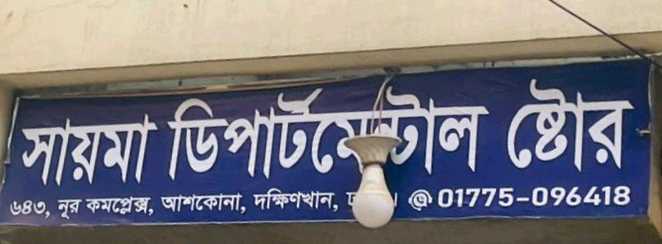 সায়মা ডিপার্টমেন্টাল ষ্টোর
৬৪৩, নূর কমপ্লেক্স, আশকোনা, দক্ষিণখান, 01775-096418